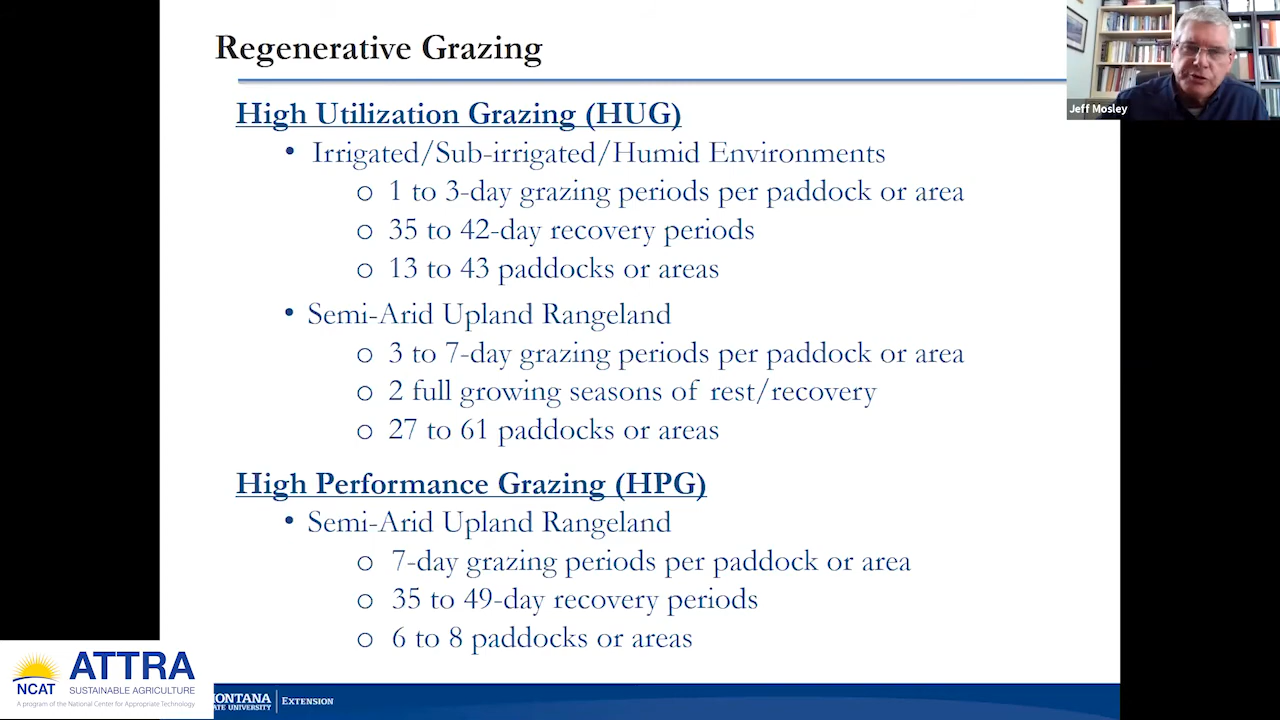 Regenerative Grazing
Jeff Mosley
High Utilization Grazing (HUG)
• Irrigated/Sub-irrigated/Humid Environments
o 1 to 3-day grazing periods per paddock or area
o 35 to 42-day recovery periods
o 13 to 43 paddocks or areas
• Semi-Arid Upland Rangeland
o 3 to 7-day grazing periods per paddock or area
o 2 full growing seasons of rest/recovery
o 27 to 61 paddocks or areas
High Performance Grazing (HPG)
• Semi-Arid Upland Rangeland
o 7-day grazing periods per paddock or area
o 35 to 49-day recovery periods
o 6 to 8 paddocks or areas
NCAT
ATTRA
SUSTAINABLE AGRICULTURE
A program of the National Center for Appropriate Technology
ONTANA
ATE UNIVERSITY
EXTENSION